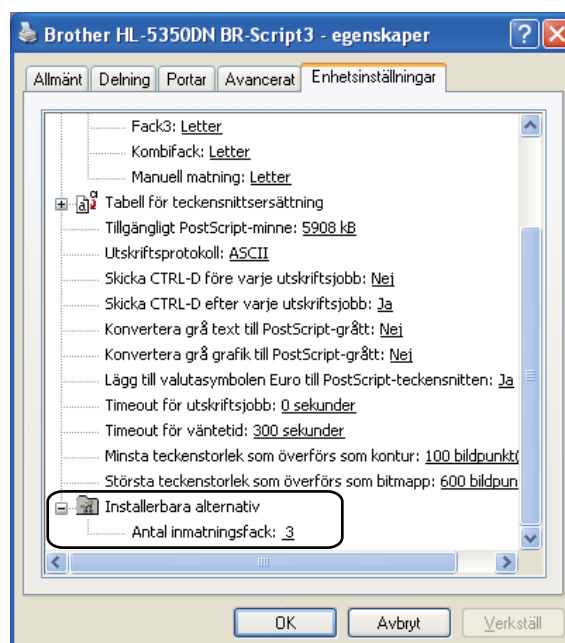 Brother HL-5350DN BR-Script3 - egenskaper
Allmänt Delning Portar Avancerat Enhetsinställningar
Fack3: Letter
Kombifack: Letter
Manuell matning: Letter
Tabell för teckensnittsersättning
Tillgängligt PostScript-minne: 5908 kB
Utskriftsprotokoll: ASCII
Skicka CTRL-D före varje utskriftsjobb: Nej
Skicka CTRL-D efter varje utskriftsjobb: Ja
Konvertera grå text till PostScript-grått: Nej
Konvertera grå grafik till PostScript-grått: Nej
Lägg till valutasymbolen Euro till PostScript-teckensnitten: Ja
Timeout för utskriftsjobb: 0 sekunder
Timeout för väntetid: 300 sekunder
Minsta teckenstorlek som överförs som kontur: 100 bildpunkt(
Största teckenstorlek som överförs som bitmapp: 600 bildpun
Installerbara alternativ
Antal inmatningsfack: 3
OK Avbryt Verkställ